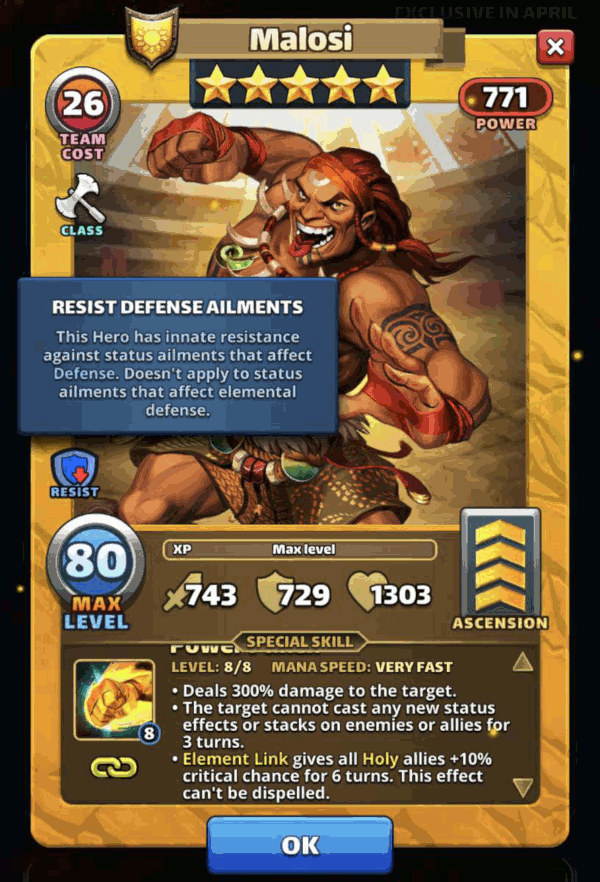 EXCLUSIVE IN APRIL
Malosi
26
TEAM
COST
771
POWER
CLASS
RESIST DEFENSE AILMENTS
This Hero has innate resistance
against status ailments that affect
Defense. Doesn't apply to status
ailments that affect elemental
defense.
RESIST
80
MAX
LEVEL
XP Max level
743 729 1303
ASCENSION
SPECIAL SKILL
LEVEL: 8/8 MANA SPEED: VERY FAST
8
• Deals 300% damage to the target.
• The target cannot cast any new status
effects or stacks on enemies or allies for
3 turns.
• Element Link gives all Holy allies +10%
critical chance for 6 turns. This effect
can't be dispelled.
OK